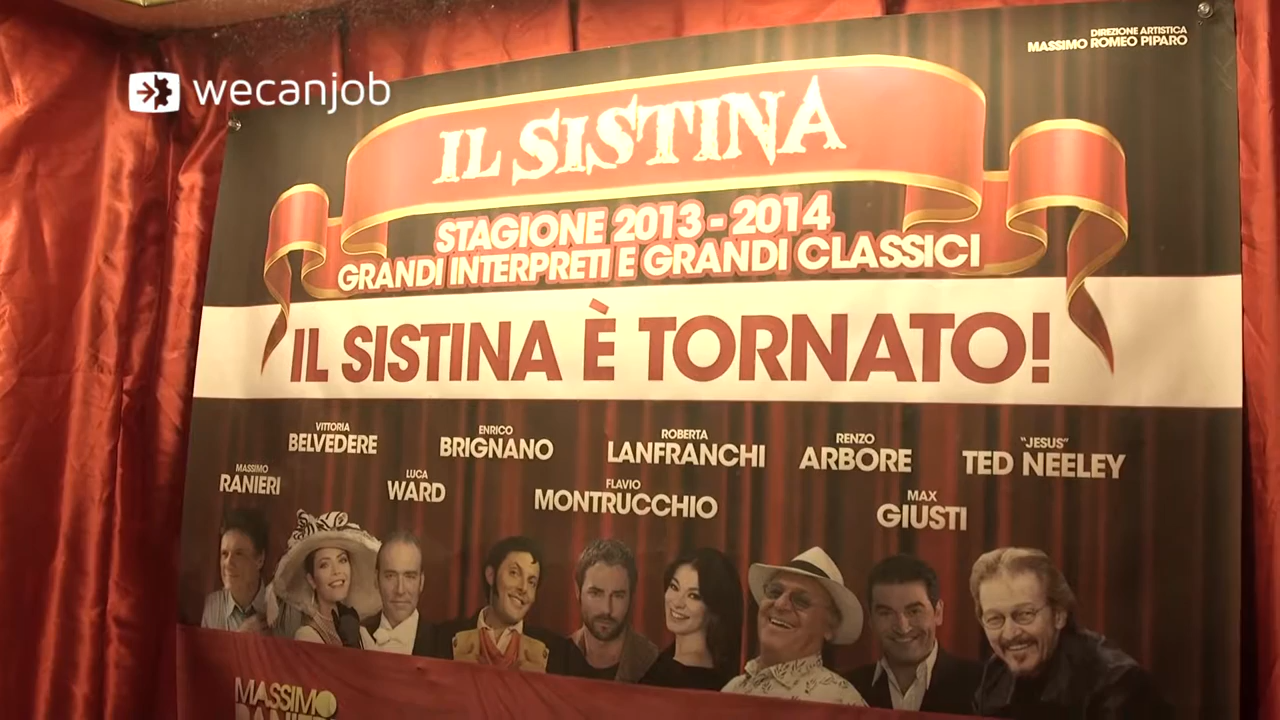 wecanjob
DIREZIONE ARTISTICA
MASSIMO ROMEO PIPARO
IL SISTINA
STAGIONE 2013 - 2014
GRANDI INTERPRETI E GRANDI CLASSICI
IL SISTINA È TORNATO!
VITTORIA
BELVEDERE
ENRICO
BRIGNANO
ROBERTA
LANFRANCHI
RENZO
ARBORE
"JESUS"
TED NEELEY
MASSIMO
RANIERI
LUCA
WARD
FLAVIO
MONTRUCCHIO
MAX
GIUSTI
MASSIMO